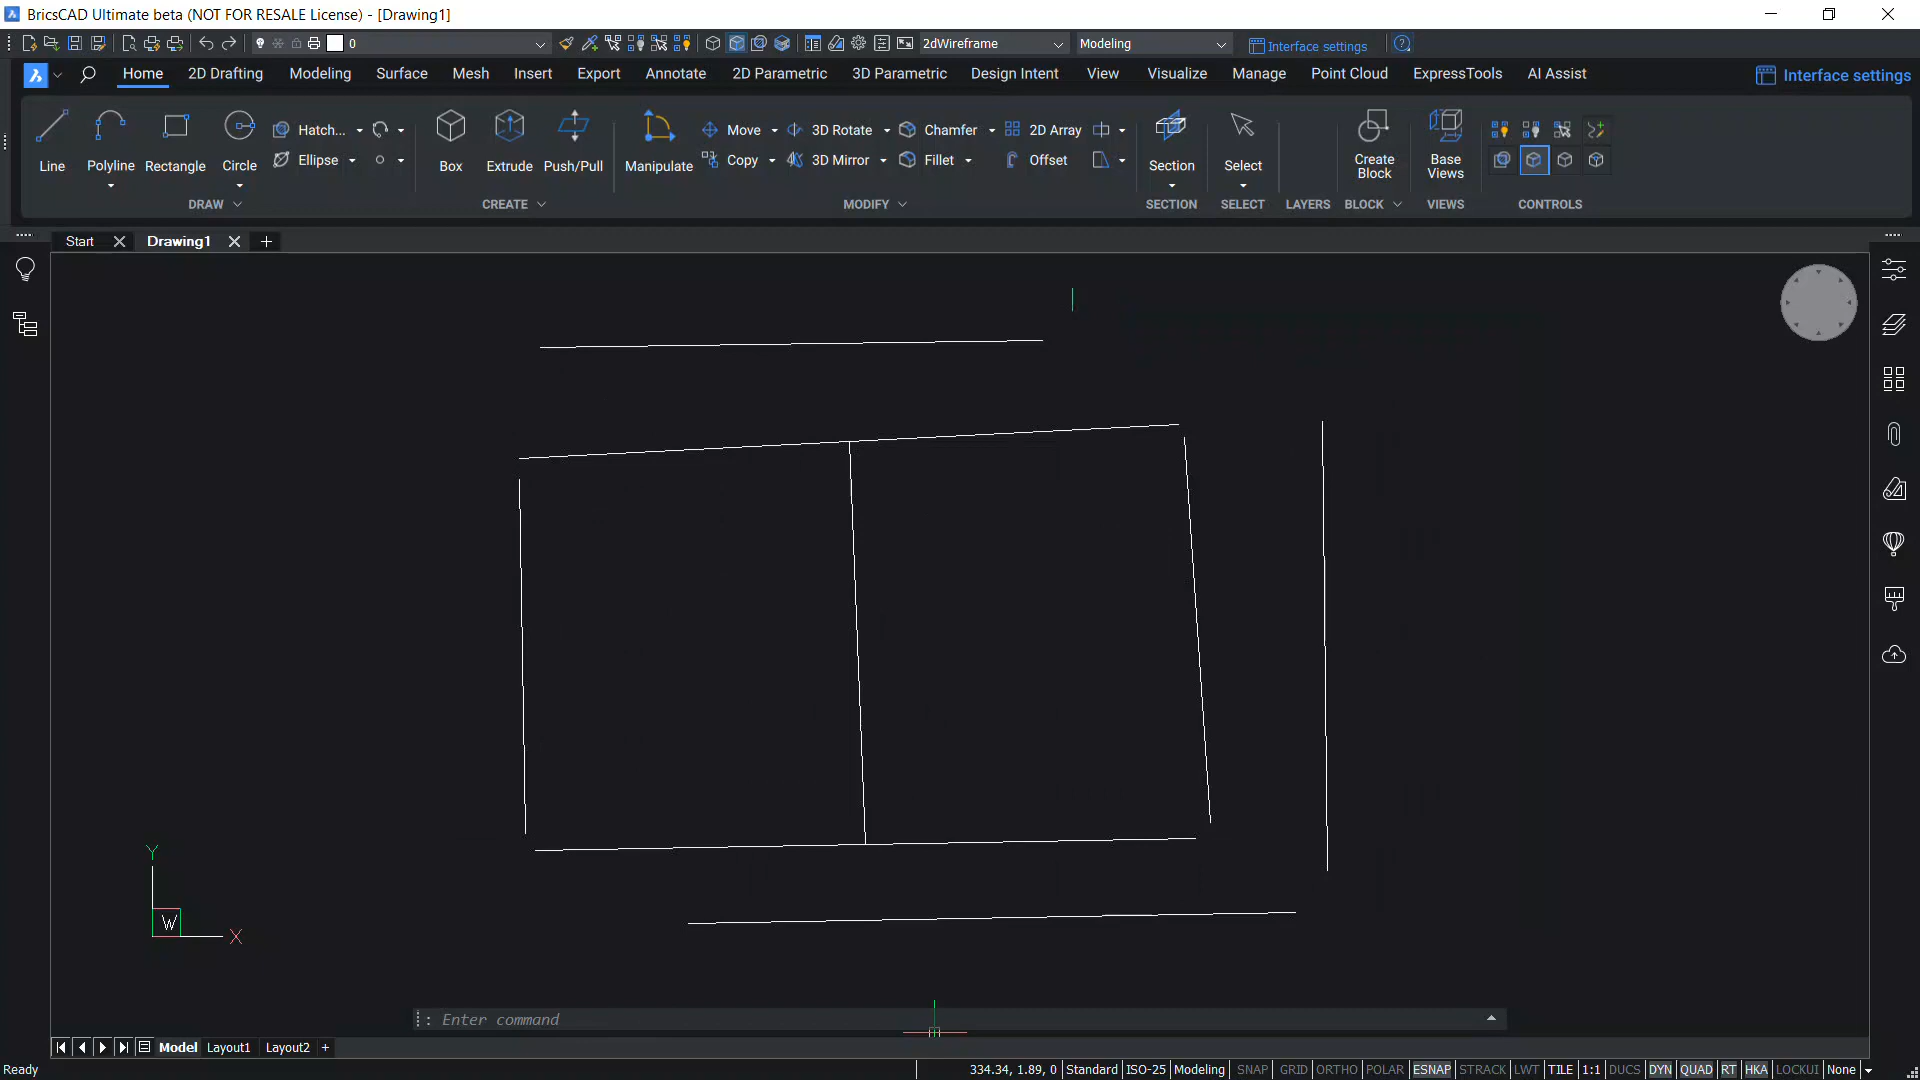 BricsCAD Ultimate beta (NOT FOR RESALE License) - [Drawing1]
0 2dWireframe Modeling Interface settings
Home 2D Drafting Modeling Surface Mesh Insert Export Annotate 2D Parametric 3D Parametric Design Intent View Visualize Manage Point Cloud ExpressTools AI Assist Interface settings
Line Polyline Rectangle Circle Hatch... Ellipse
Box Extrude Push/Pull
Manipulate Move 3D Rotate Chamfer 2D Array
Copy 3D Mirror Fillet Offset
Section Select Create Block Base Views
DRAW CREATE MODIFY SECTION SELECT LAYERS BLOCK VIEWS CONTROLS
Start Drawing1
Y
W
X
: Enter command
Model Layout1 Layout2 +
Ready 334.34, 1.89, 0 Standard ISO-25 Modeling SNAP GRID ORTHO POLAR ESNAP STRACK LWT TILE 1:1 DUCS DYN QUAD RT HKA LOCKUI None